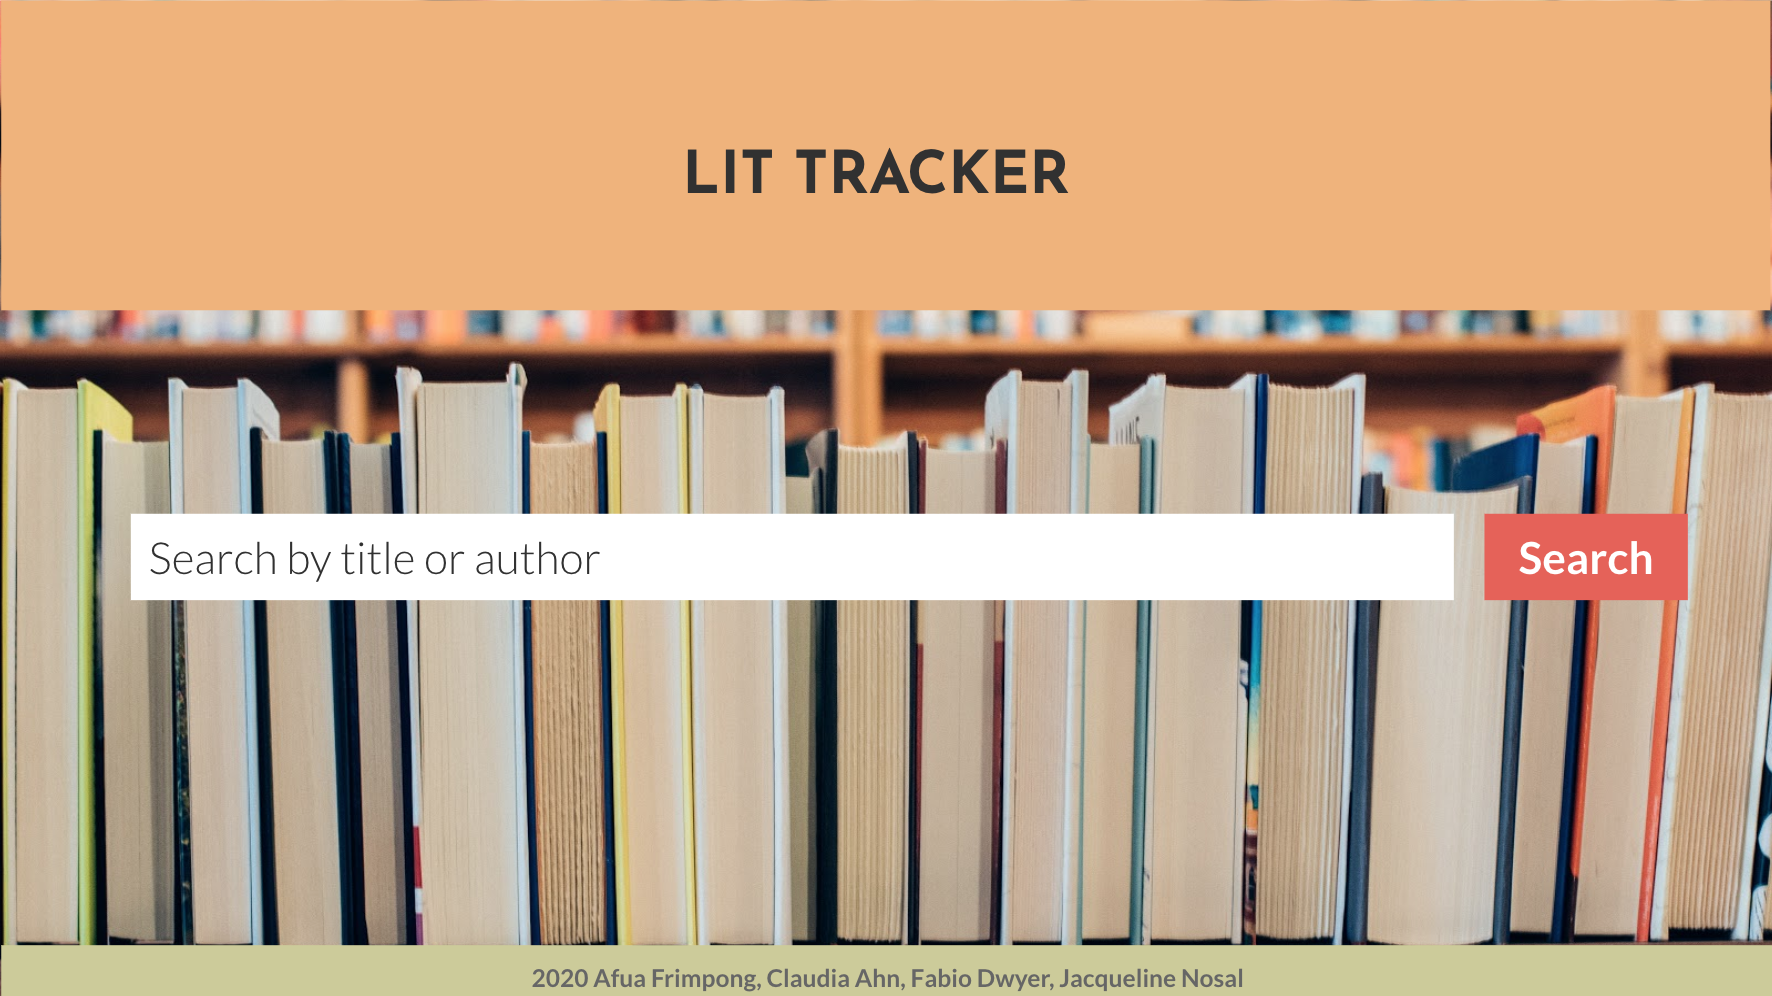 LIT TRACKER
Search by title or author
Search
2020 Afua Frimpong, Claudia Ahn, Fabio Dwyer, Jacqueline Nosal